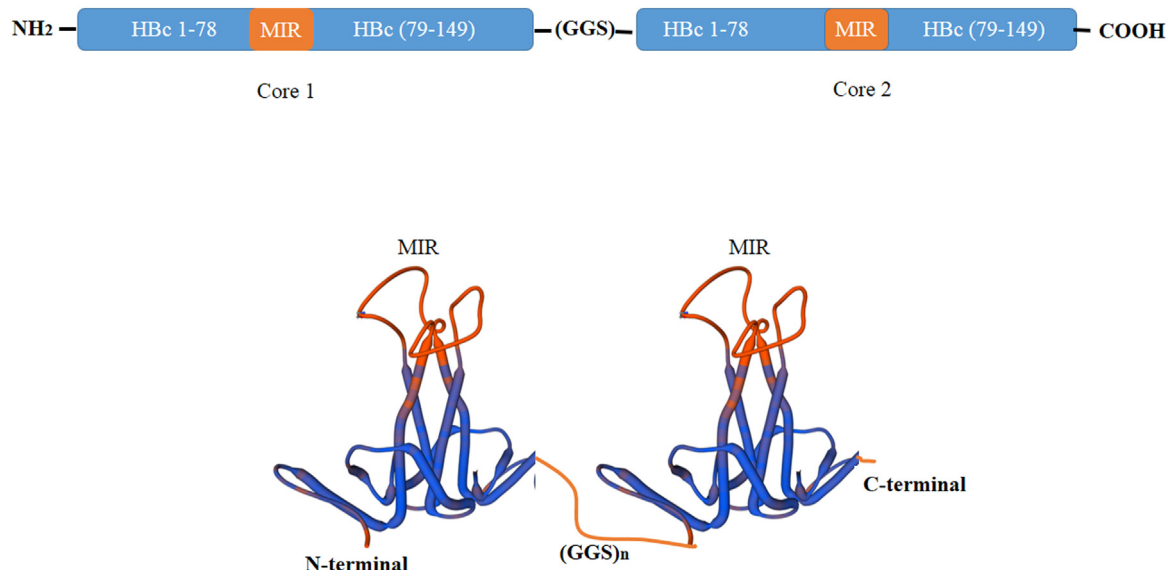 NH2 HBc 1-78 MIR HBc (79-149) (GGS) HBc 1-78 MIR HBc (79-149) COOH
Core 1 Core 2
MIR MIR
C-terminal
(GGS)n
N-terminal